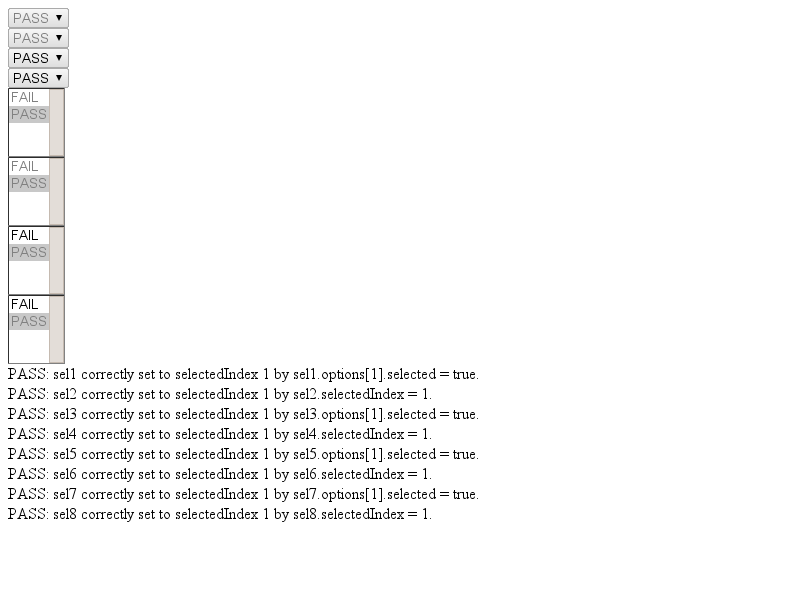 PASS
PASS
PASS
PASS
FAIL
PASS
FAIL
PASS
FAIL
PASS
FAIL
PASS
PASS: sel1 correctly set to selectedIndex 1 by sel1.options[1].selected = true.
PASS: sel2 correctly set to selectedIndex 1 by sel2.selectedIndex = 1.
PASS: sel3 correctly set to selectedIndex 1 by sel3.options[1].selected = true.
PASS: sel4 correctly set to selectedIndex 1 by sel4.selectedIndex = 1.
PASS: sel5 correctly set to selectedIndex 1 by sel5.options[1].selected = true.
PASS: sel6 correctly set to selectedIndex 1 by sel6.selectedIndex = 1.
PASS: sel7 correctly set to selectedIndex 1 by sel7.options[1].selected = true.
PASS: sel8 correctly set to selectedIndex 1 by sel8.selectedIndex = 1.